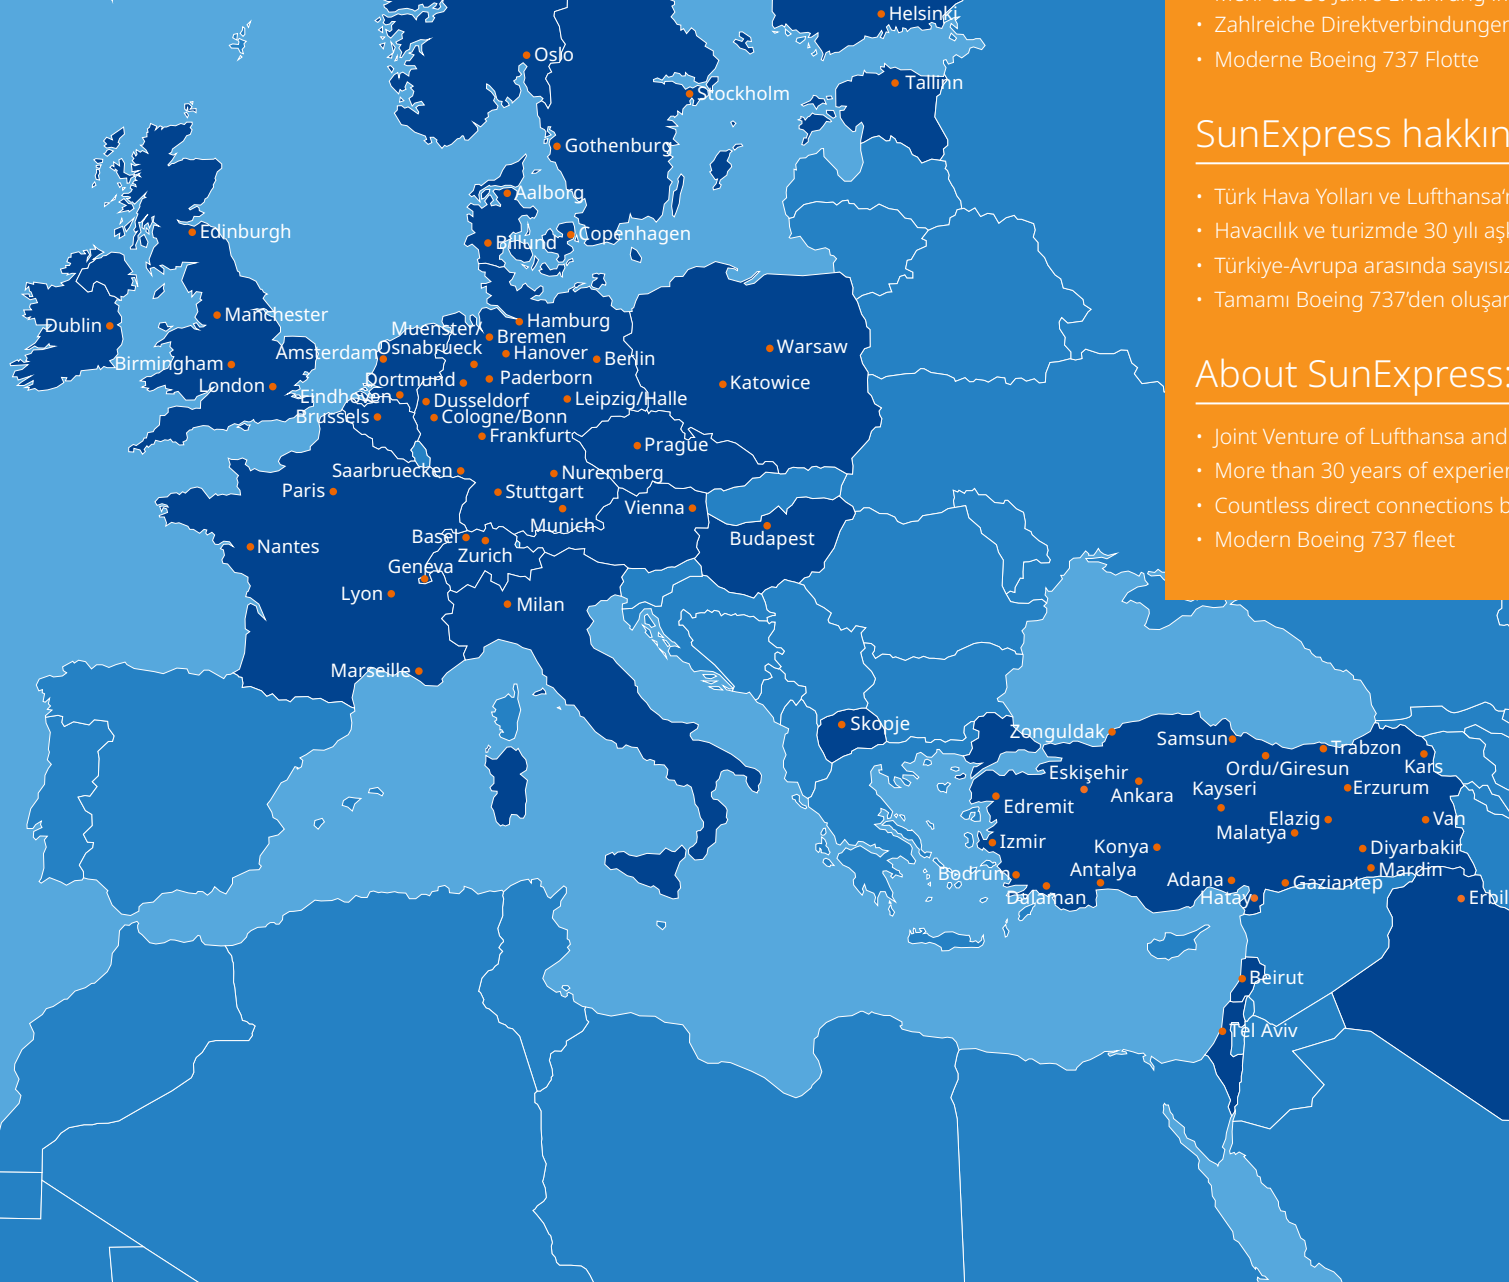 Helsinki
Oslo
Stockholm
Tallinn
Gothenburg
Aalborg
Edinburgh
Billund
Copenhagen
Manchester
Dublin
Muenster/
Osnabrueck
Hamburg
Bremen
Amsterdam
Hanover
Berlin
Warsaw
Birmingham
London
Dortmund
Paderborn
Katowice
Eindhoven
Dusseldorf
Leipzig/Halle
Brussels
Cologne/Bonn
Frankfurt
Prague
Saarbruecken
Nuremberg
Paris
Stuttgart
Vienna
Munich
Budapest
Basel
Zurich
Nantes
Geneva
Lyon
Milan
Marseille
Skopje
Zonguldak
Samsun
Trabzon
Kars
Ordu/Giresun
Eskişehir
Ankara
Kayseri
Erzurum
Edremit
Elazig
Van
Malatya
Izmir
Konya
Diyarbakir
Bodrum
Antalya
Adana
Mardin
Gaziantep
Dalaman
Hatay
Erbil
Beirut
Tel Aviv
• Zahlreiche Direktverbindungen
• Moderne Boeing 737 Flotte
SunExpress hakkın
• Türk Hava Yolları ve Lufthansa’
• Havacılık ve turizmde 30 yılı aş
• Türkiye-Avrupa arasında sayısız
• Tamamı Boeing 737’den oluşan
About SunExpress:
• Joint Venture of Lufthansa and
• More than 30 years of experien
• Countless direct connections b
• Modern Boeing 737 fleet